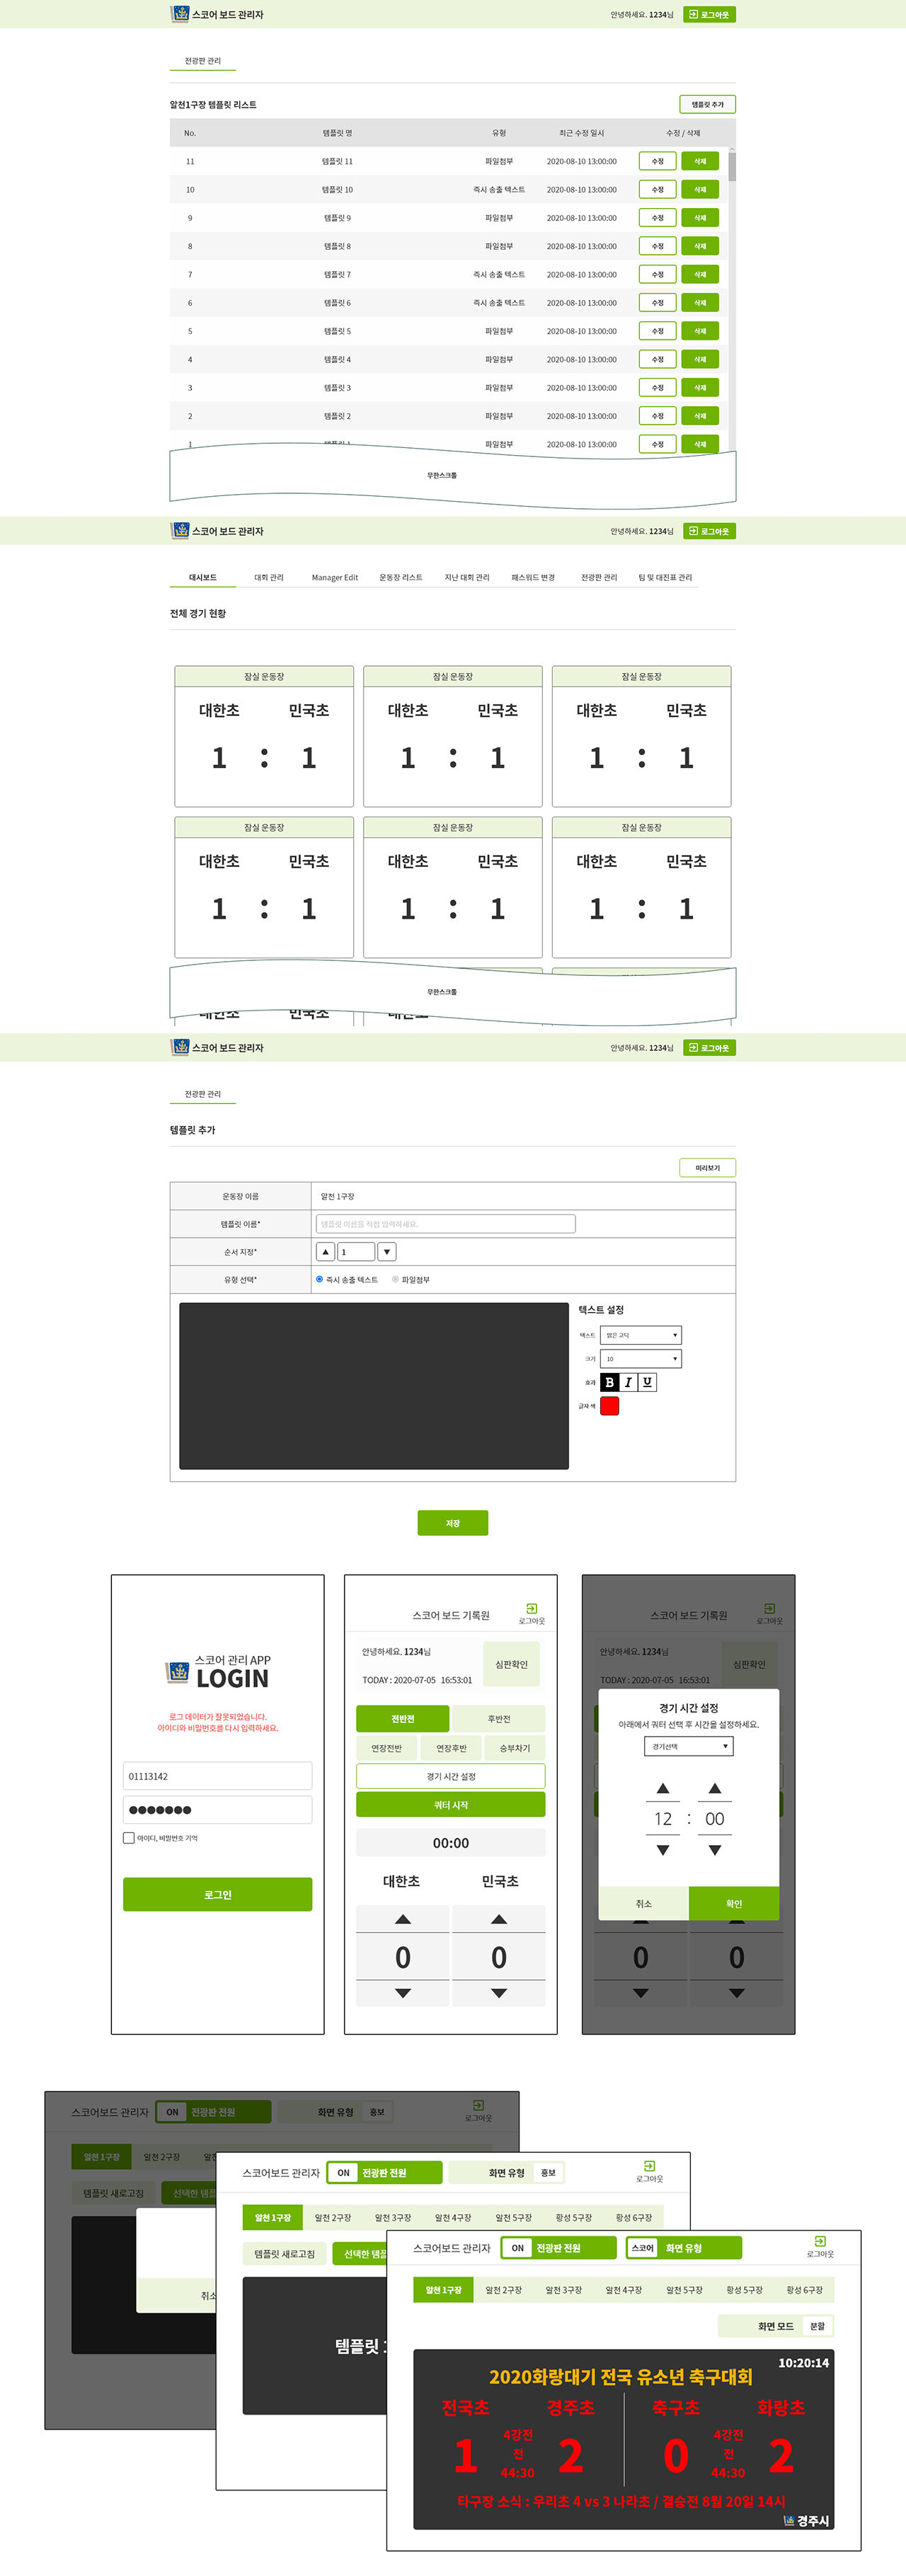 스코어 보드 관리자 안녕하세요. 1234님 로그아웃
전광판 관리
알천1구장 템플릿 리스트 템플릿 추가
No. 템플릿 명 유형 최근 수정 일시 수정 / 삭제
11 템플릿 11 파일첨부 2020-08-10 13:00:00 수정 삭제
10 템플릿 10 즉시 송출 텍스트 2020-08-10 13:00:00 수정 삭제
9 템플릿 9 파일첨부 2020-08-10 13:00:00 수정 삭제
8 템플릿 8 파일첨부 2020-08-10 13:00:00 수정 삭제
7 템플릿 7 즉시 송출 텍스트 2020-08-10 13:00:00 수정 삭제
6 템플릿 6 즉시 송출 텍스트 2020-08-10 13:00:00 수정 삭제
5 템플릿 5 파일첨부 2020-08-10 13:00:00 수정 삭제
4 템플릿 4 파일첨부 2020-08-10 13:00:00 수정 삭제
3 템플릿 3 파일첨부 2020-08-10 13:00:00 수정 삭제
2 템플릿 2 파일첨부 2020-08-10 13:00:00 수정 삭제
1 템플릿 1 파일첨부 2020-08-10 13:00:00 수정 삭제
무한스크롤
스코어 보드 관리자 안녕하세요. 1234님 로그아웃
대시보드 대회 관리 Manager Edit 운동장 리스트 지난 대회 관리 패스워드 변경 전광판 관리 팀 및 대진표 관리
전체 경기 현황
잠실 운동장 잠실 운동장 잠실 운동장
대한초 민국초 대한초 민국초 대한초 민국초
1 : 1 1 : 1 1 : 1
잠실 운동장 잠실 운동장 잠실 운동장
대한초 민국초 대한초 민국초 대한초 민국초
1 : 1 1 : 1 1 : 1
무한스크롤
대한초 민국초 대한초
스코어 보드 관리자 안녕하세요. 1234님 로그아웃
전광판 관리
템플릿 추가
미리보기
운동장 이름 알천 1구장
템플릿 이름* 템플릿 이름을 직접 입력하세요.
순서 지정* ▲ 1 ▼
유형 선택* 즉시 송출 텍스트 파일첨부
텍스트 설정
텍스트 맑은 고딕 ▼
크기 10 ▼
효과 B I U
글자 색
저장
스코어 관리 APP
LOGIN
로그 데이터가 잘못되었습니다.
아이디와 비밀번호를 다시 입력하세요.
01113142
●●●●●●●
아이디, 비밀번호 기억
로그인
스코어 보드 기록원 로그아웃
안녕하세요. 1234님
TODAY : 2020-07-05 16:53:01
심판확인
전반전 후반전
연장전반 연장후반 승부차기
경기 시간 설정
쿼터 시작
00:00
대한초 민국초
▲ ▲
0 0
▼ ▼
스코어 보드 기록원 로그아웃
안녕하세요. 1234님
TODAY : 2020-07-05 16:53:01
심판확인
경기 시간 설정
아래에서 쿼터 선택 후 시간을 설정하세요.
경기선택 ▼
▲ ▲
12 : 00
▼ ▼
취소 확인
0 0
▼ ▼
스코어보드 관리자 ON 전광판 전원 화면 유형 홍보 로그아웃
알천 1구장 알천 2구장 알천
템플릿 새로고침 선택한 템플
취소
스코어보드 관리자 ON 전광판 전원 화면 유형 홍보 로그아웃
알천 1구장 알천 2구장 알천 3구장 알천 4구장 알천 5구장 황성 5구장 황성 6구장
템플릿 새로고침 선택한 템플
템플릿
스코어보드 관리자 ON 전광판 전원 스코어 화면 유형 로그아웃
알천 1구장 알천 2구장 알천 3구장 알천 4구장 알천 5구장 황성 5구장 황성 6구장
화면 모드 분할
10:20:14
2020화랑대기 전국 유소년 축구대회
전국초 경주초 축구초 화랑초
1 4강전 2 0 4강전 2
전 전
44:30 44:30
타구장 소식 : 우리초 4 vs 3 나라초 / 결승전 8월 20일 14시
경주시